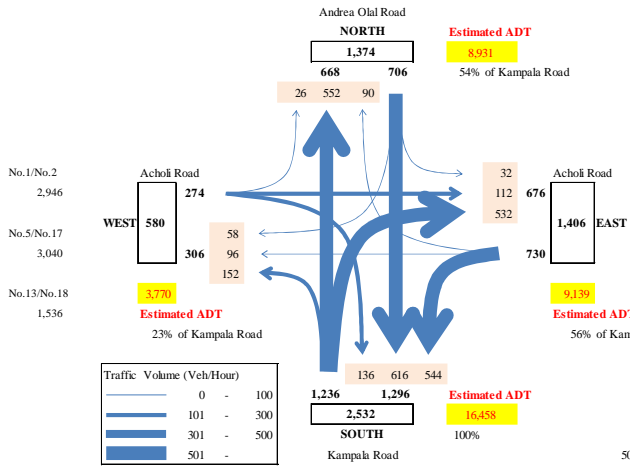 Andrea Olal Road
NORTH Estimated ADT
1,374 8,931
668 706 54% of Kampala Road
26 552 90
No.1/No.2 Acholi Road 32 Acholi Road
2,946 274 112 676
532
WEST 580 1,406 EAST
No.5/No.17 58
3,040 306 96 730
152
No.13/No.18 3,770 9,139
1,536 Estimated ADT Estimated AD
23% of Kampala Road 56% of Kam
136 616 544
Traffic Volume (Veh/Hour) 1,236 1,296 Estimated ADT
0 - 100 2,532 16,458
101 - 300 SOUTH 100%
301 - 500 Kampala Road 50
501 -